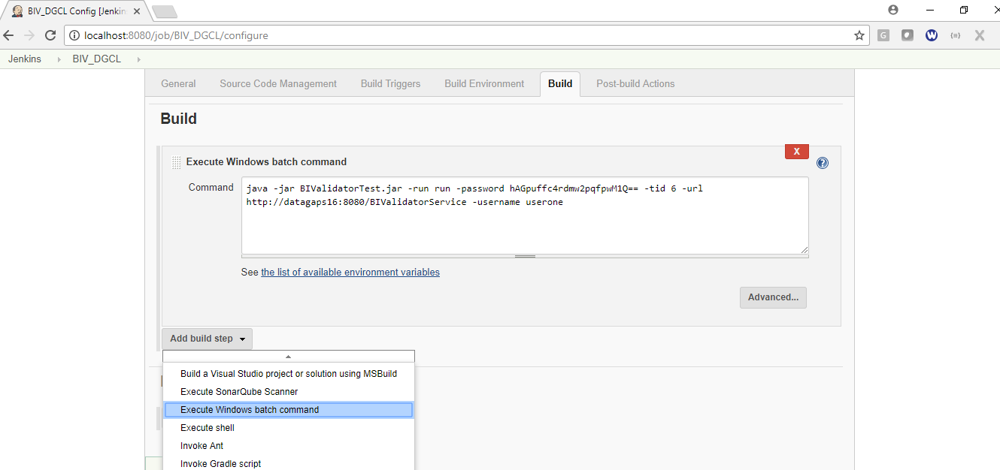 BIV_DGCL Config [Jenkin
localhost:8080/job/BIV_DGCL/configure
Jenkins BIV_DGCL
General Source Code Management Build Triggers Build Environment Build Post-build Actions
Build
X
Execute Windows batch command
Command
java -jar BIValidatorTest.jar -run run -password hAGpuffc4rdmw2pqfpwM1Q== -tid 6 -url
http://datagaps16:8080/BIValidatorService -username userone
See the list of available environment variables
Advanced...
Add build step
Build a Visual Studio project or solution using MSBuild
Execute SonarQube Scanner
Execute Windows batch command
Execute shell
Invoke Ant
Invoke Gradle script